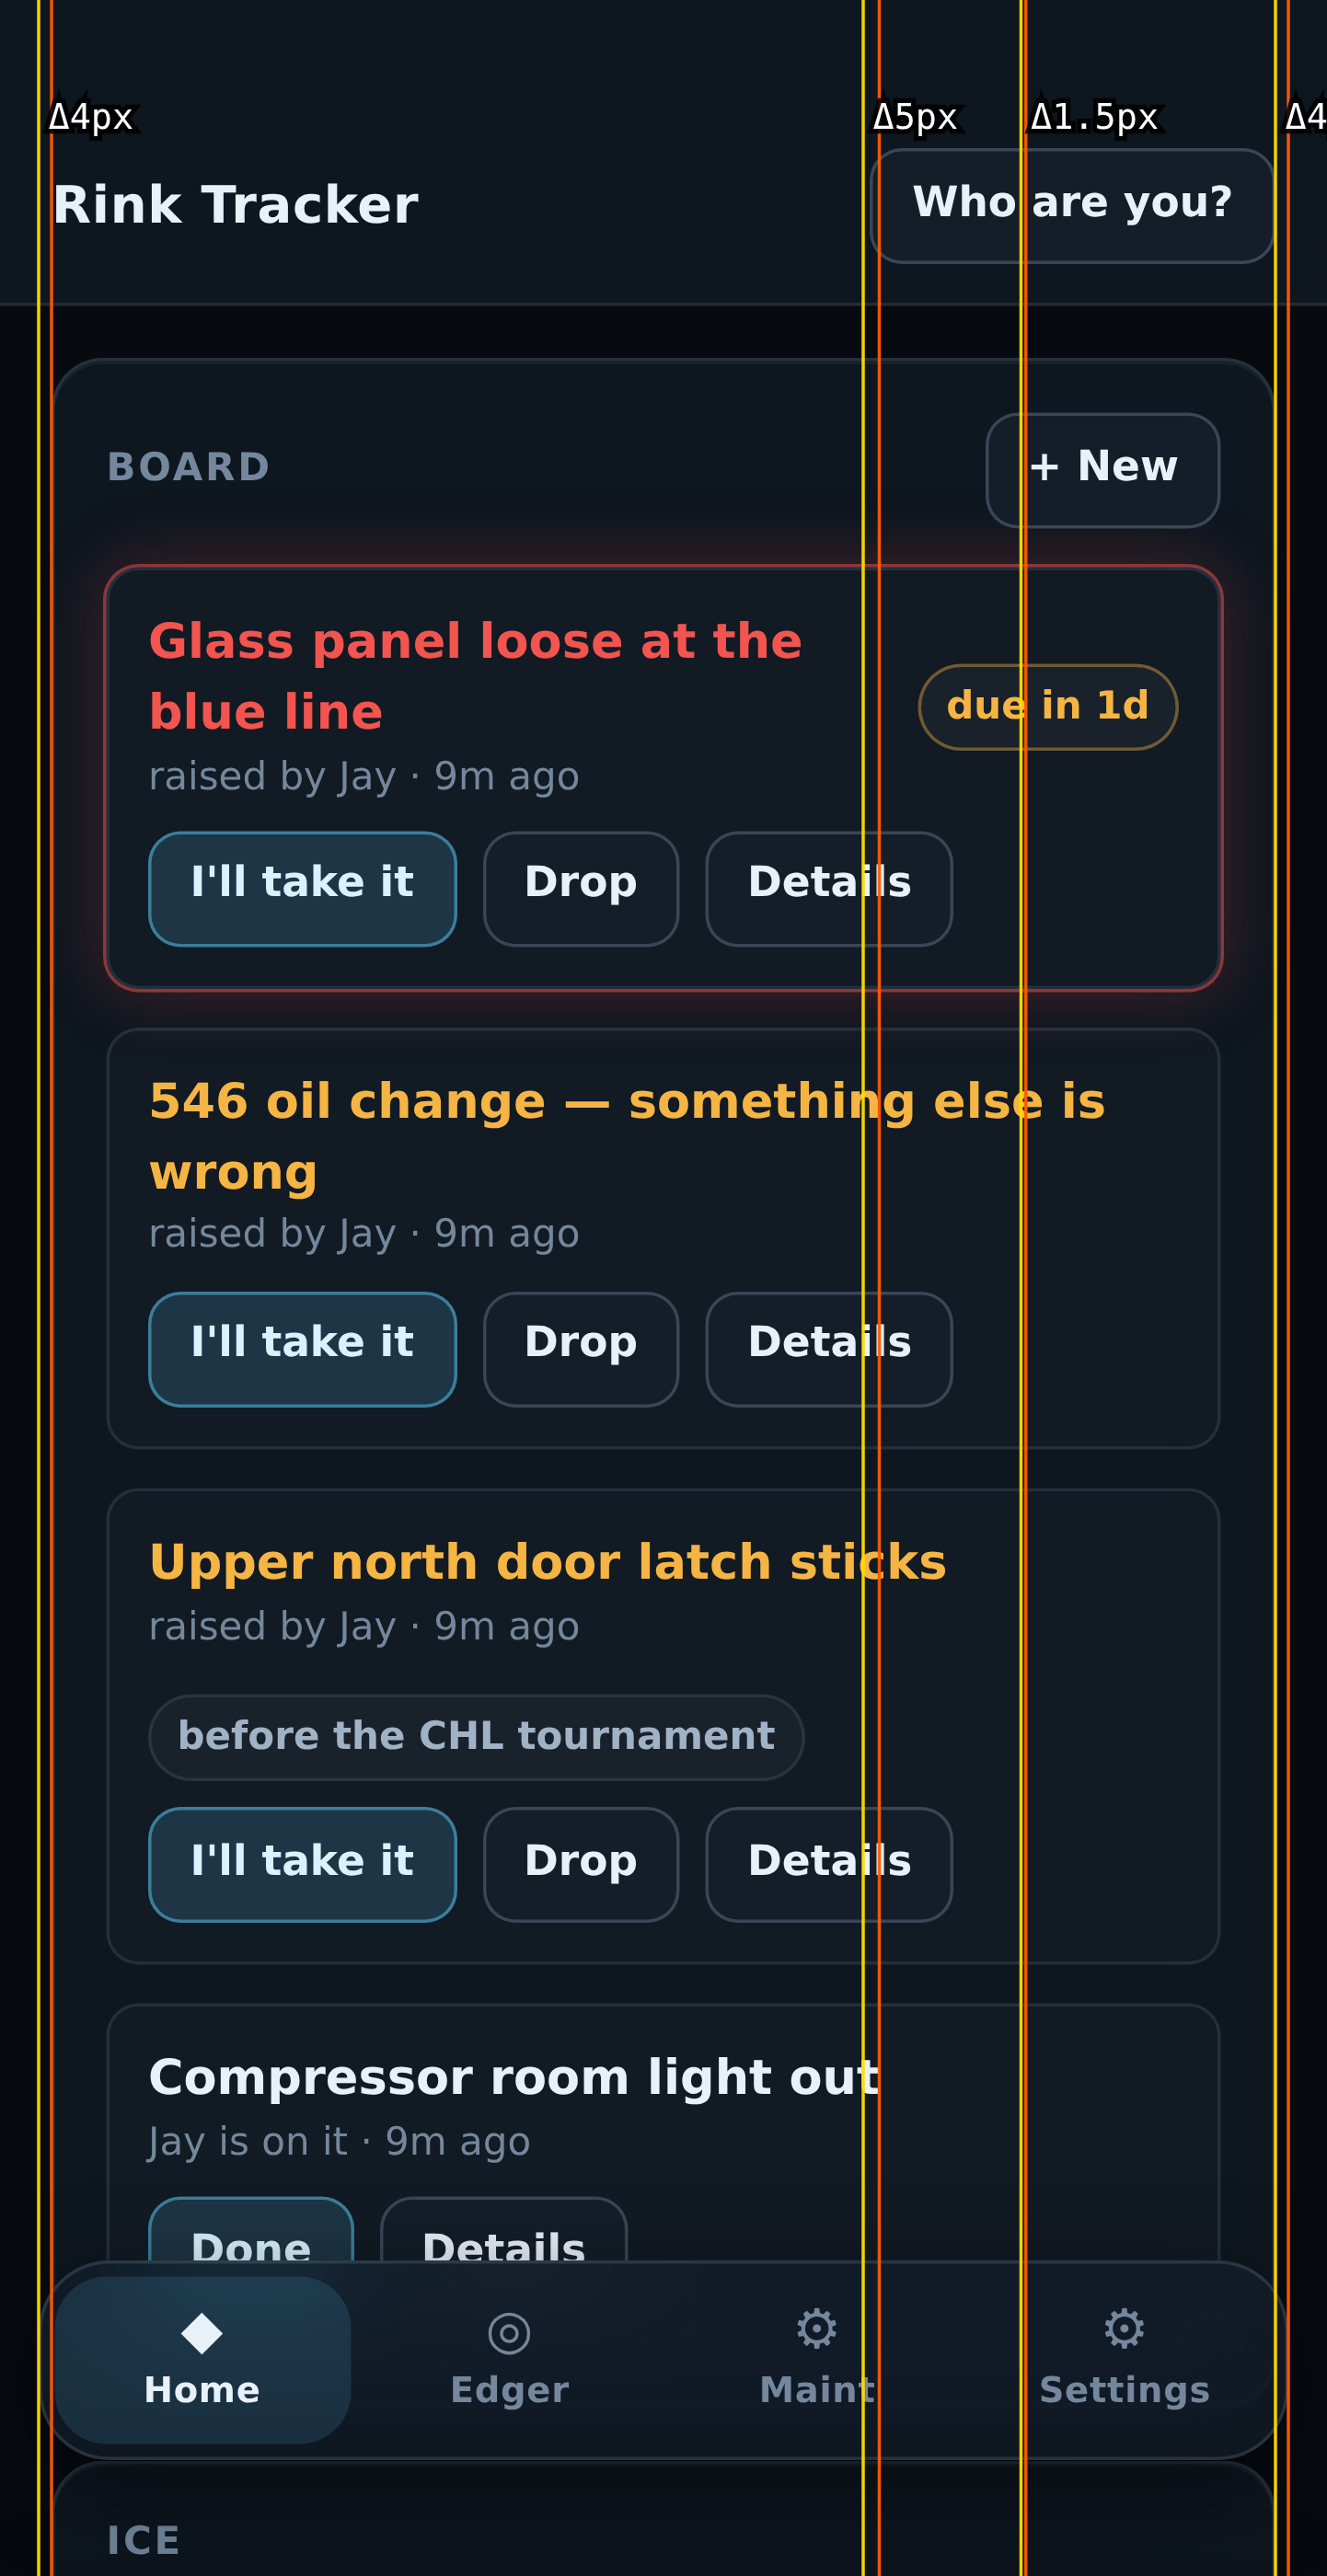 Δ4px
Δ5px
Δ1.5px
Δ4
Rink Tracker
Who are you?
BOARD
+ New
Glass panel loose at the
blue line
due in 1d
raised by Jay · 9m ago
I'll take it
Drop
Details
546 oil change — something else is
wrong
raised by Jay · 9m ago
I'll take it
Drop
Details
Upper north door latch sticks
raised by Jay · 9m ago
before the CHL tournament
I'll take it
Drop
Details
Compressor room light out
Jay is on it · 9m ago
Done
Details
Home
Edger
Maint
Settings
ICE